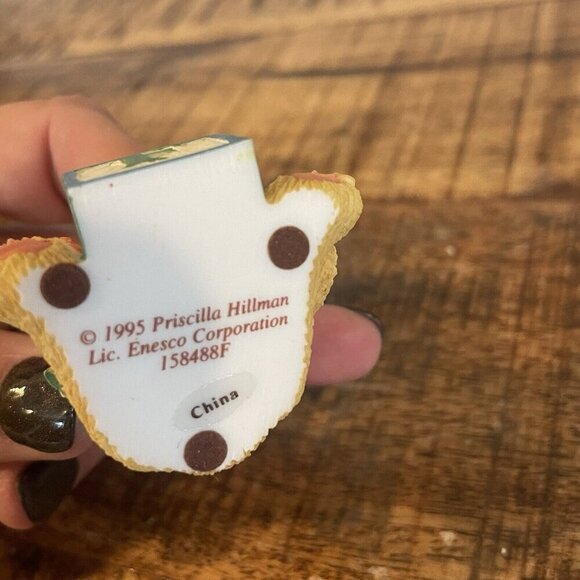 © 1995 Priscilla Hillman
Lic. Enesco Corporation
158488F
China